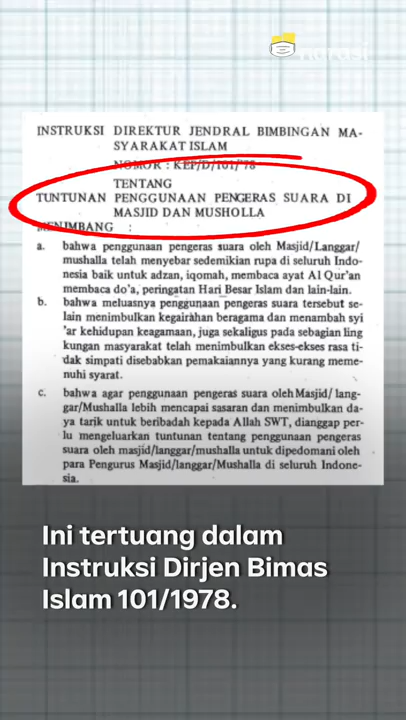 narasi
INSTRUKSI DIREKTUR JENDRAL BIMBINGAN MA-
SYARAKAT ISLAM
NOMOR : KEP/D/101/'78
TENTANG
TUNTUNAN PENGGUNAAN PENGERAS SUARA DI
MASJID DAN MUSHOLLA
MENIMBANG :
a. bahwa penggunaan pengeras suara oleh Masjid/Langgar/
mushalla telah menyebar sedemikian rupa di seluruh Indo-
nesia baik untuk adzan, iqomah, membaca ayat Al Qur'an
membaca do'a, peringatan Hari Besar Islam dan lain-lain.
b. bahwa meluasnya penggunaan pengeras suara tersebut se-
lain menimbulkan kegairahan beragama dan menambah syi
'ar kehidupan keagamaan, juga sekaligus pada sebagian ling
kungan masyarakat telah menimbulkan ekses-ekses rasa ti-
dak simpati disebabkan pemakaiannya yang kurang meme-
nuhi syarat.
c. bahwa agar penggunaan pengeras suara oleh Masjid/lang-
gar/Mushalla lebih mencapai sasaran dan menimbulkan da-
ya tarik untuk beribadah kepada Allah SWT, dianggap per-
lu mengeluarkan tuntunan tentang penggunaan pengeras
suara oleh masjid/langgar/mushalla untuk dipedomani oleh
para Pengurus Masjid/langgar/Mushalla di seluruh Indone-
sia.
Ini tertuang dalam
Instruksi Dirjen Bimas
Islam 101/1978.